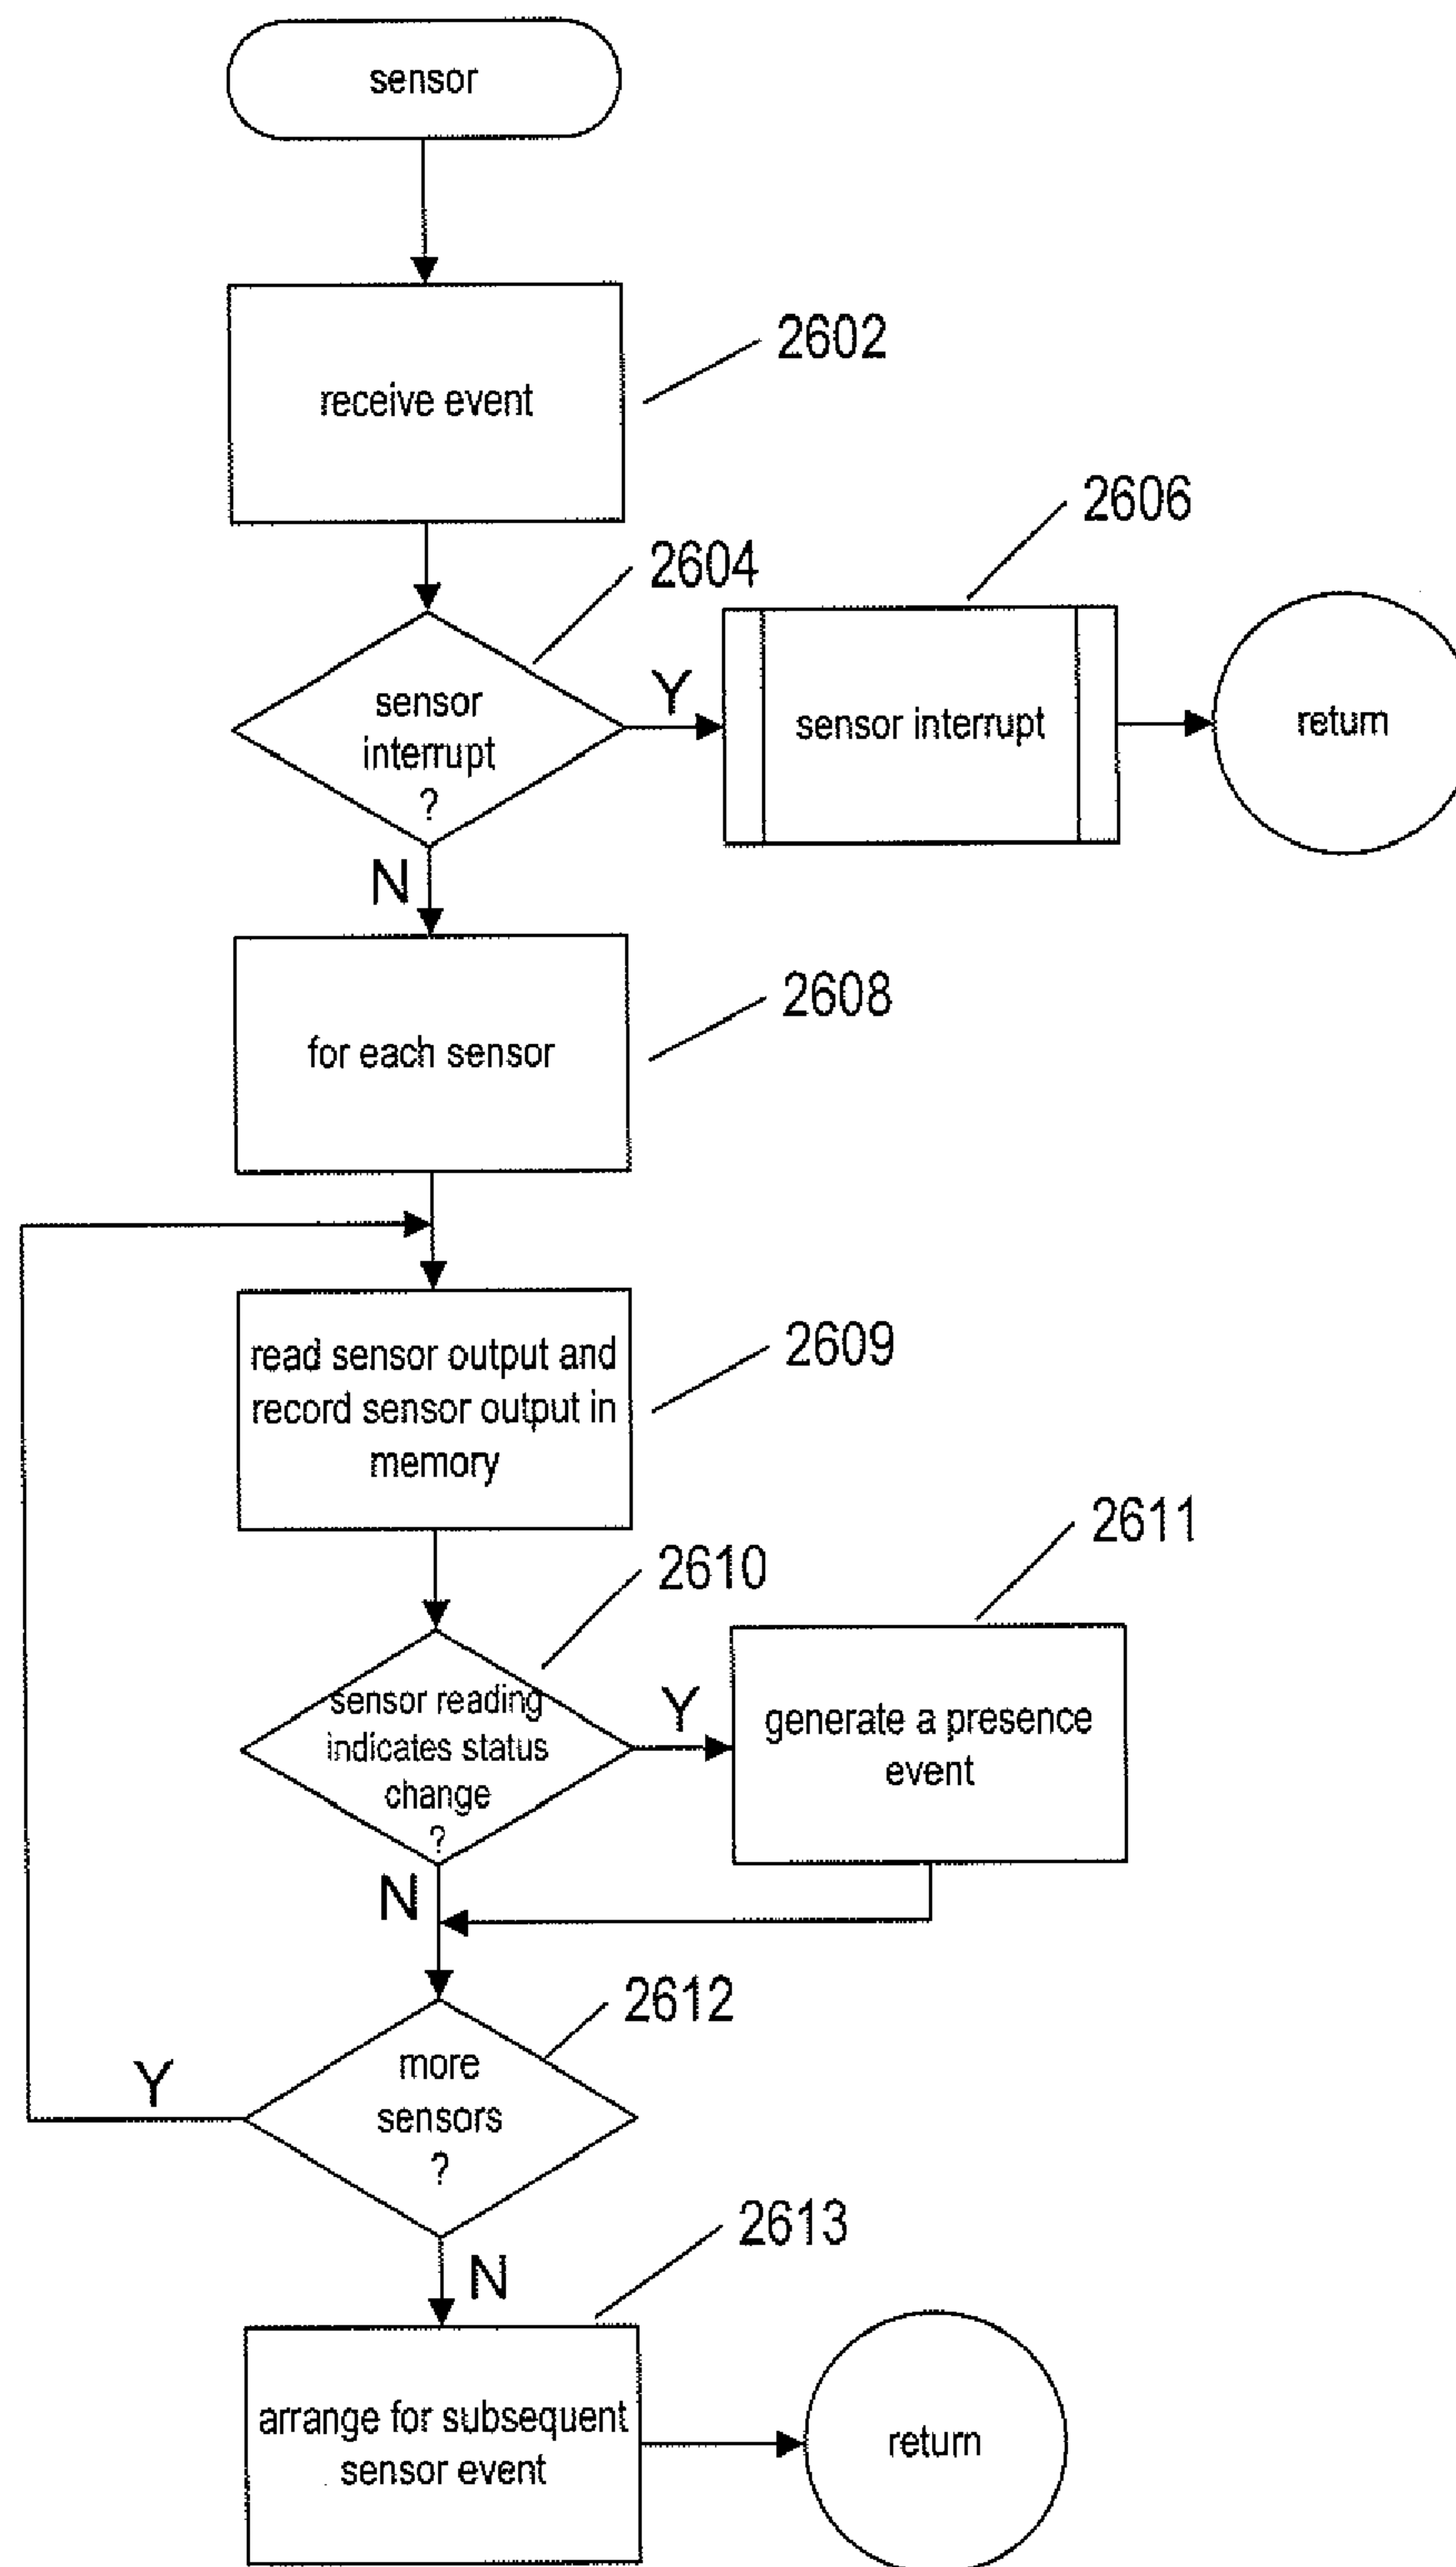 sensor
receive event
2602
2604
sensor
interrupt
?
Y
2606
sensor interrupt
return
N
for each sensor
2608
read sensor output and
record sensor output in
memory
2609
2610
sensor reading
indicates status
change
?
Y
2611
generate a presence
event
N
2612
more
sensors
?
Y
N
2613
arrange for subsequent
sensor event
return